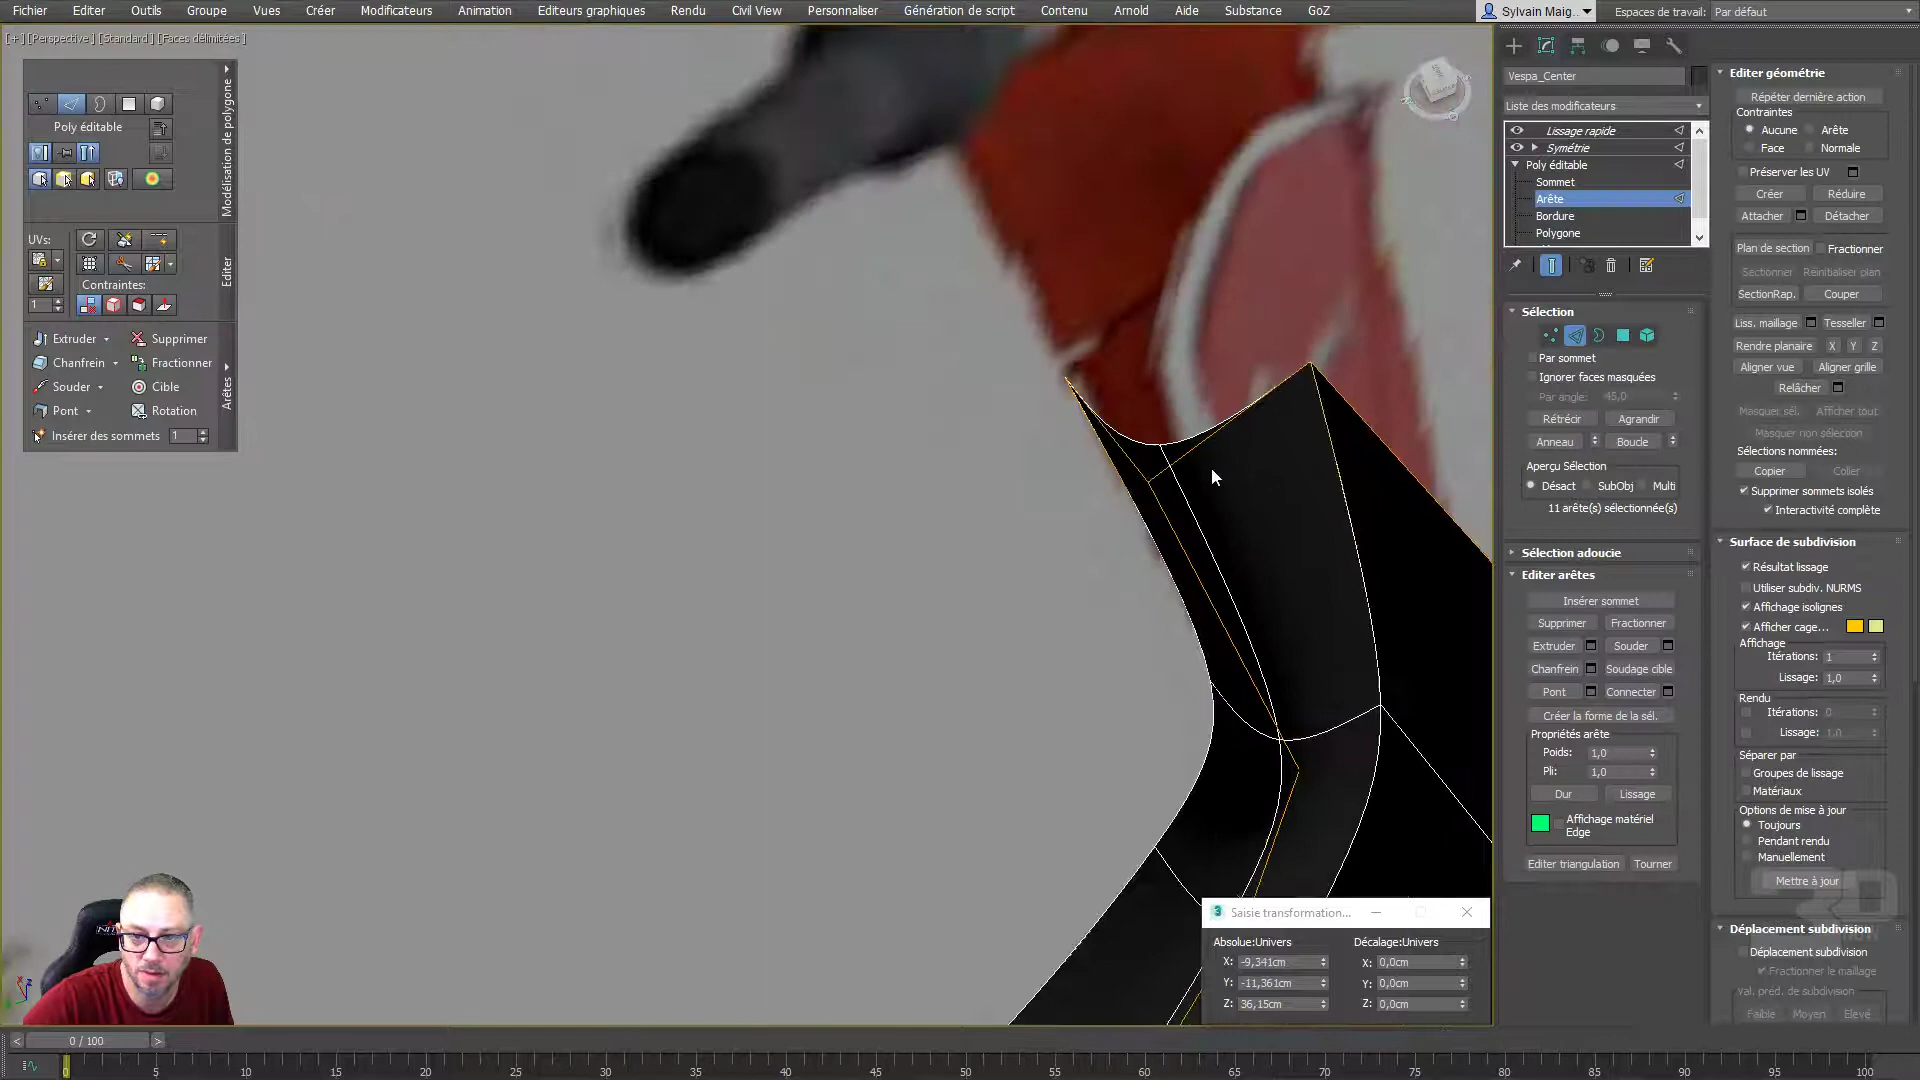 Fichier Editer Outils Groupe Vues Créer Modificateurs Animation Editeurs graphiques Rendu Civil View Personnaliser Génération de script Contenu Arnold Aide Substance GoZ Sylvain Maig... Espaces de travail: Par défaut
[+] [Perspective] [Standard] [Faces délimitées]
Poly éditable
Modélisation de polygone
UVs:
1
Contraintes:
Editer
Extruder Supprimer
Chanfrein Fractionner
Souder Cible
Pont Rotation
Insérer des sommets 1
Arêtes
Vespa_Center
Liste des modificateurs
Lissage rapide
Symétrie
Poly éditable
Sommet
Arête
Bordure
Polygone
Sélection
Par sommet
Ignorer faces masquées
Par angle: 45,0
Rétrécir Agrandir
Anneau Boucle
Aperçu Sélection
Désact SubObj Multi
11 arête(s) sélectionnée(s)
Sélection adoucie
Editer arêtes
Insérer sommet
Supprimer Fractionner
Extruder Souder
Chanfrein Soudage cible
Pont Connecter
Créer la forme de la sél.
Propriétés arête
Poids: 1,0
Pli: 1,0
Dur Lissage
Affichage matériel
Edge
Editer triangulation Tourner
Editer géométrie
Répéter dernière action
Contraintes
Aucune Arête
Face Normale
Préserver les UV
Créer Réduire
Attacher Détacher
Plan de section Fractionner
Sectionner Réinitialiser plan
SectionRap. Couper
Liss. maillage Tesseller
Rendre planaire X Y Z
Aligner vue Aligner grille
Relâcher
Masquer sél. Afficher tout
Masquer non sélection
Sélections nommées:
Copier Coller
Supprimer sommets isolés
Interactivité complète
Surface de subdivision
Résultat lissage
Utiliser subdiv. NURMS
Affichage isolignes
Afficher cage...
Affichage
Itérations: 1
Lissage: 1,0
Rendu
Itérations: 0
Lissage: 1,0
Séparer par
Groupes de lissage
Matériaux
Options de mise à jour
Toujours
Pendant rendu
Manuellement
Mettre à jour
Déplacement subdivision
Déplacement subdivision
Fractionner le maillage
Val. préd. de subdivision
Faible Moyen Elevé
3 Saisie transformation...
Absolue:Univers Décalage:Univers
X: -9,341cm X: 0,0cm
Y: -11,361cm Y: 0,0cm
Z: 36,15cm Z: 0,0cm
< 0 / 100 >
0 5 10 15 20 25 30 35 40 45 50 55 60 65 70 75 80 85 90 95 100